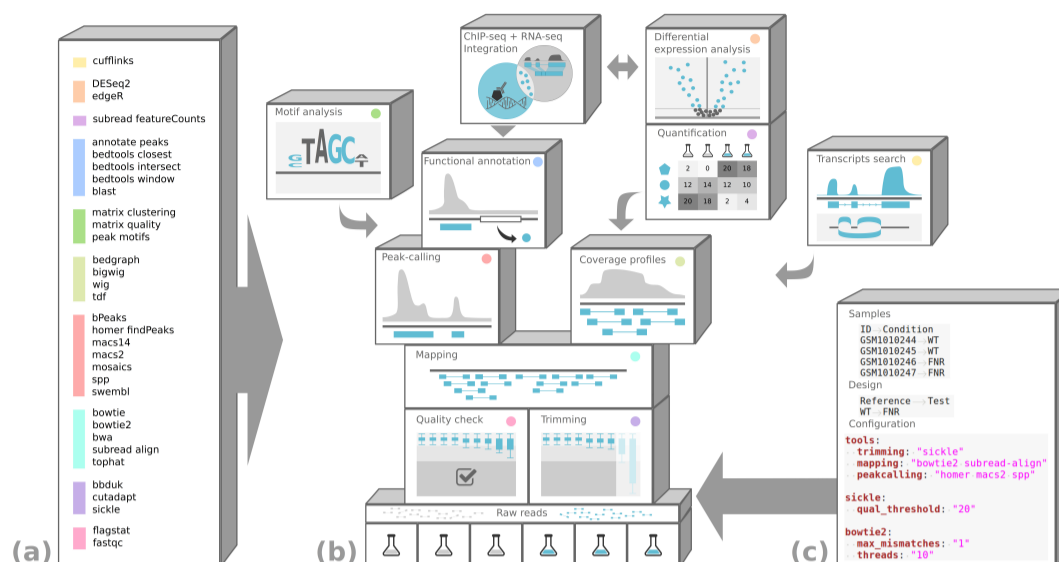 cufflinks
DESeq2
edgeR
subread featureCounts
annotate peaks
bedtools closest
bedtools intersect
bedtools window
blast
matrix clustering
matrix quality
peak motifs
bedgraph
bigwig
wig
tdf
bPeaks
homer findPeaks
macs14
macs2
mosaics
spp
swembl
bowtie
bowtie2
bwa
subread align
tophat
bbduk
cutadapt
sickle
flagstat
fastqc
(a)
ChIP-seq + RNA-seq
Integration
Differential
expression analysis
Motif analysis
TAGC
Functional annotation
Quantification
2 0 20 18
12 14 12 10
20 18 2 4
Transcripts search
Peak-calling
Coverage profiles
Mapping
Quality check
Trimming
Raw reads
(b)
Samples
ID→Condition
GSM1010244→WT
GSM1010245→WT
GSM1010246→FNR
GSM1010247→FNR
Design
Reference→Test
WT→FNR
Configuration
tools:
trimming: "sickle"
mapping: "bowtie2 subread-align"
peakcalling: "homer macs2 spp"
sickle:
qual_threshold: "20"
bowtie2:
max_mismatches: "1"
threads: "10"
(c)